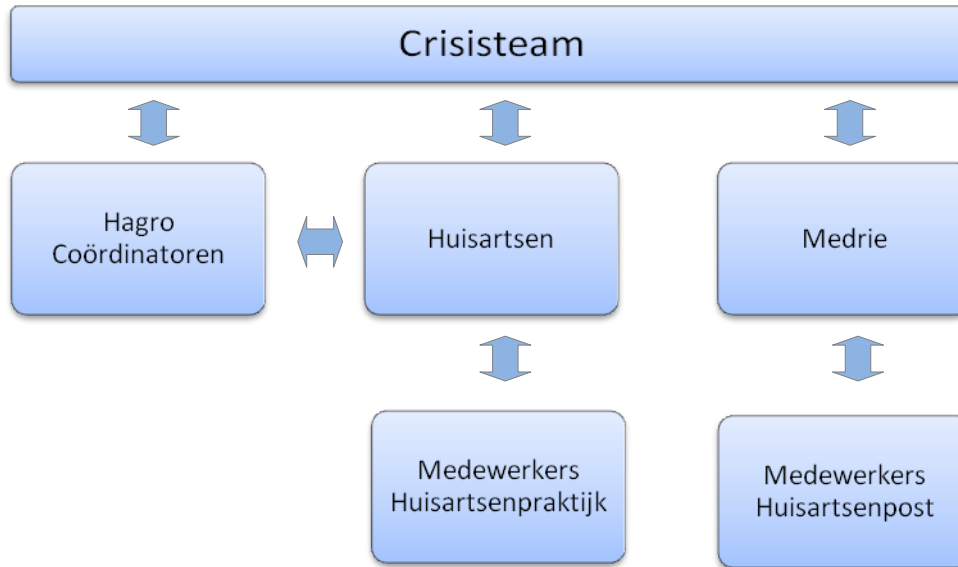 Crisisteam
Hagro
Coördinatoren
Huisartsen
Medrie
Medewerkers
Huisartsenpraktijk
Medewerkers
Huisartsenpost